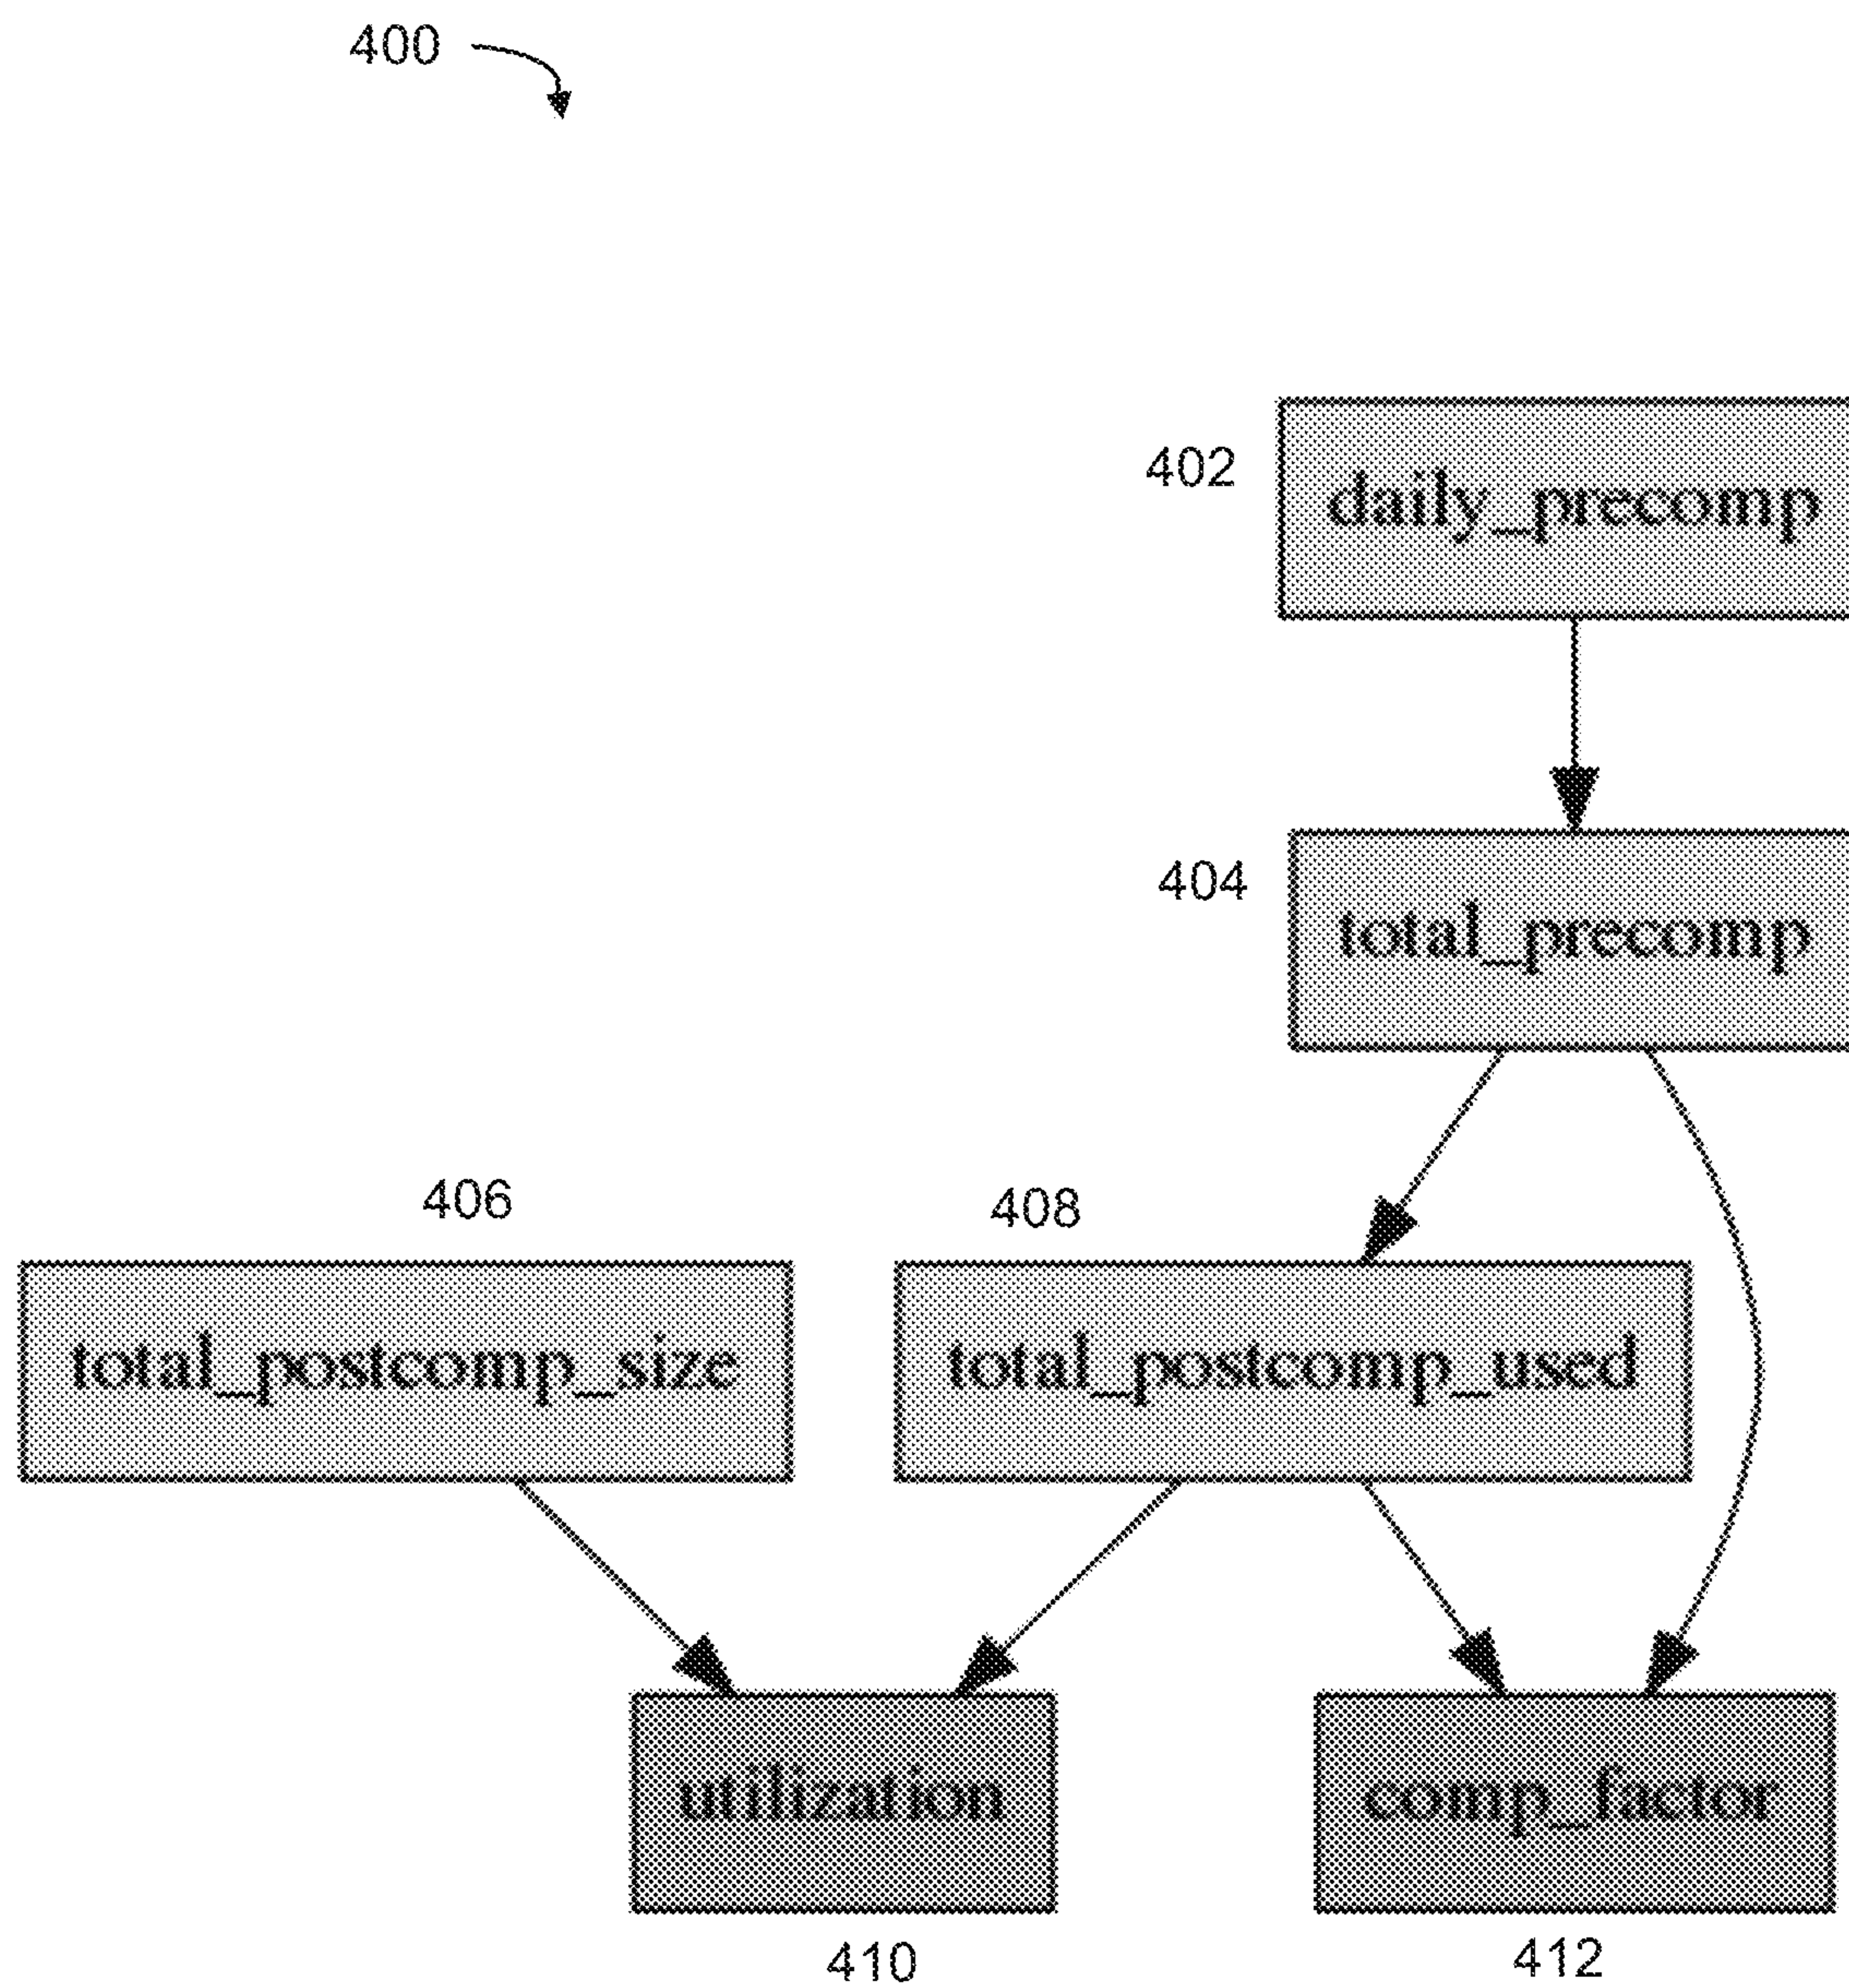 400
402
daily_precomp
404
total_precomp
406
408
total_postcomp_size
total_postcomp_used
utilization
comp_factor
410
412